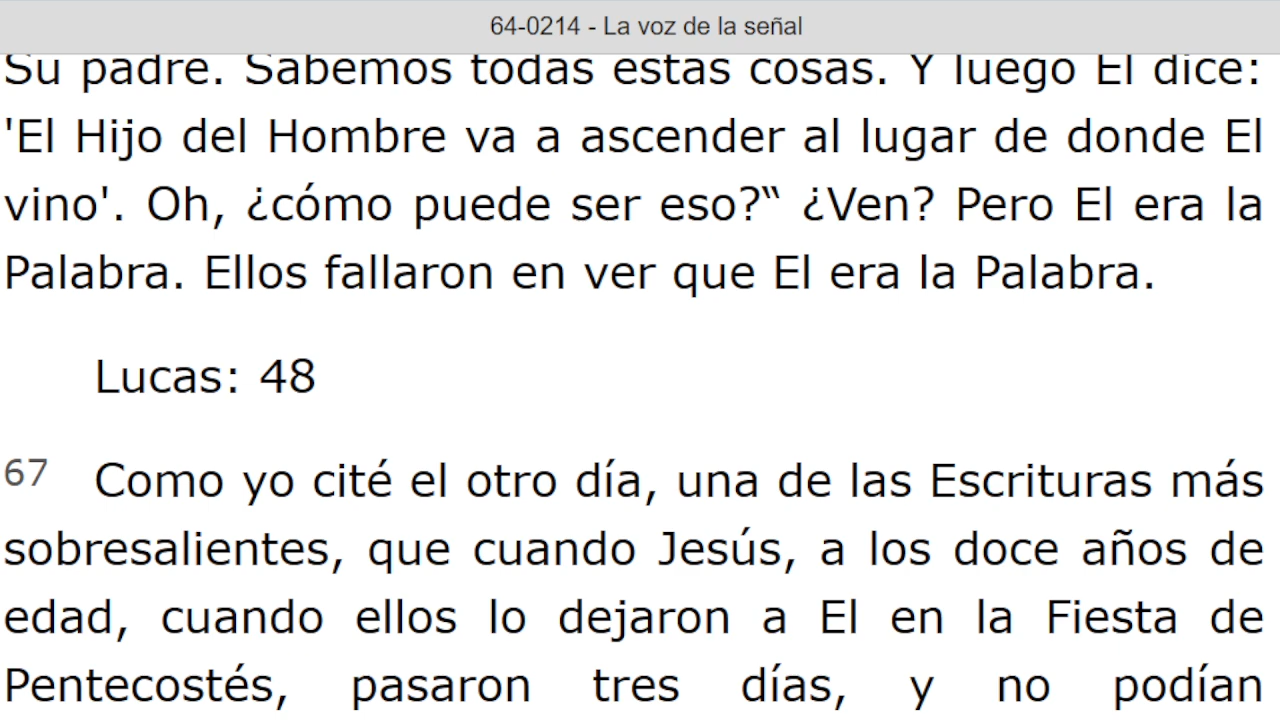 64-0214 - La voz de la señal
Su padre. Sabemos todas estas cosas. Y luego El dice:
'El Hijo del Hombre va a ascender al lugar de donde El
vino'. Oh, ¿cómo puede ser eso?“ ¿Ven? Pero El era la
Palabra. Ellos fallaron en ver que El era la Palabra.
Lucas: 48
67 Como yo cité el otro día, una de las Escrituras más
sobresalientes, que cuando Jesús, a los doce años de
edad, cuando ellos lo dejaron a El en la Fiesta de
Pentecostés, pasaron tres días, y no podían